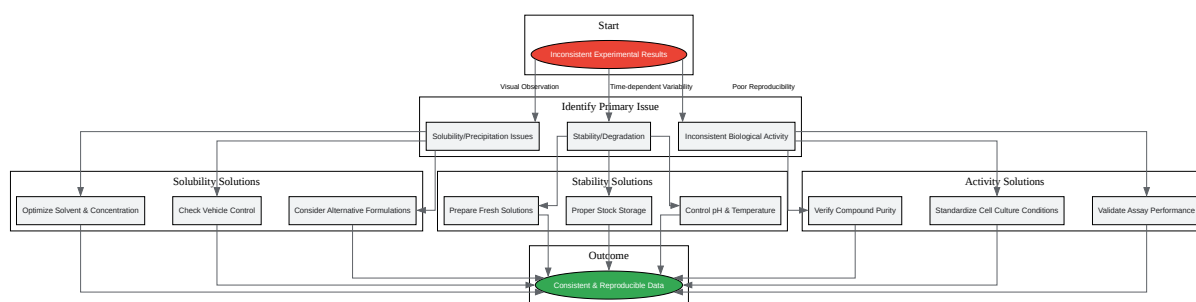 Start
Inconsistent Experimental Results
Visual Observation
Time-dependent Variability
Poor Reproducibility
Identify Primary Issue
Solubility/Precipitation Issues
Stability/Degradation
Inconsistent Biological Activity
Solubility Solutions
Stability Solutions
Activity Solutions
Optimize Solvent & Concentration
Check Vehicle Control
Consider Alternative Formulations
Prepare Fresh Solutions
Proper Stock Storage
Control pH & Temperature
Verify Compound Purity
Standardize Cell Culture Conditions
Validate Assay Performance
Outcome
Consistent & Reproducible Data